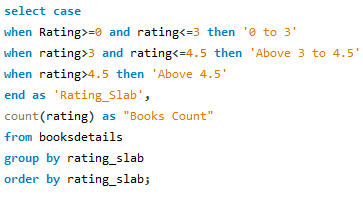 select case
when Rating>=0 and rating<=3 then '0 to 3'
when rating>3 and rating<=4.5 then 'Above 3 to 4.5'
when rating>4.5 then 'Above 4.5'
end as 'Rating_Slab',
count(rating) as "Books Count"
from booksdetails
group by rating_slab
order by rating_slab;